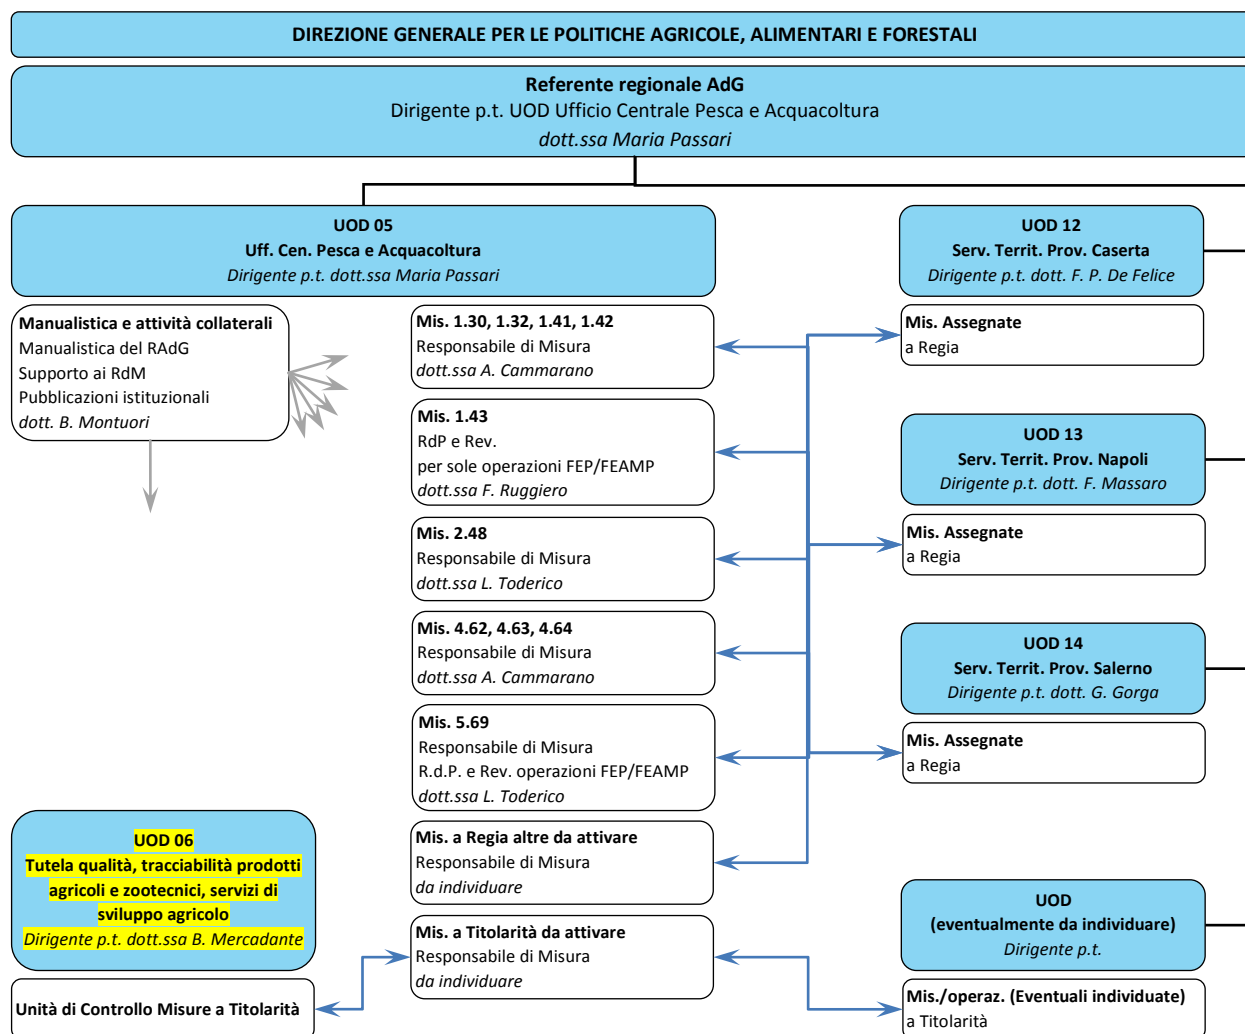 DIREZIONE GENERALE PER LE POLITICHE AGRICOLE, ALIMENTARI E FORESTALI
Referente regionale AdG
Dirigente p.t. UOD Ufficio Centrale Pesca e Acquacoltura
dott.ssa Maria Passari
UOD 05
Uff. Cen. Pesca e Acquacoltura
Dirigente p.t. dott.ssa Maria Passari
Manualistica e attività collaterali
Manualistica del RAdG
Supporto ai RdM
Pubblicazioni istituzionali
dott. B. Montuori
Mis. 1.30, 1.32, 1.41, 1.42
Responsabile di Misura
dott.ssa A. Cammarano
Mis. 1.43
RdP e Rev.
per sole operazioni FEP/FEAMP
dott.ssa F. Ruggiero
Mis. 2.48
Responsabile di Misura
dott.ssa L. Toderico
Mis. 4.62, 4.63, 4.64
Responsabile di Misura
dott.ssa A. Cammarano
Mis. 5.69
Responsabile di Misura
R.d.P. e Rev. operazioni FEP/FEAMP
dott.ssa L. Toderico
Mis. a Regia altre da attivare
Responsabile di Misura
da individuare
Mis. a Titolarità da attivare
Responsabile di Misura
da individuare
UOD 06
Tutela qualità, tracciabilità prodotti
agricoli e zootecnici, servizi di
sviluppo agricolo
Dirigente p.t. dott.ssa B. Mercadante
Unità di Controllo Misure a Titolarità
UOD 12
Serv. Territ. Prov. Caserta
Dirigente p.t. dott. F. P. De Felice
Mis. Assegnate
a Regia
UOD 13
Serv. Territ. Prov. Napoli
Dirigente p.t. dott. F. Massaro
Mis. Assegnate
a Regia
UOD 14
Serv. Territ. Prov. Salerno
Dirigente p.t. dott. G. Gorga
Mis. Assegnate
a Regia
UOD
(eventualmente da individuare)
Dirigente p.t.
Mis./operaz. (Eventuali individuate)
a Titolarità